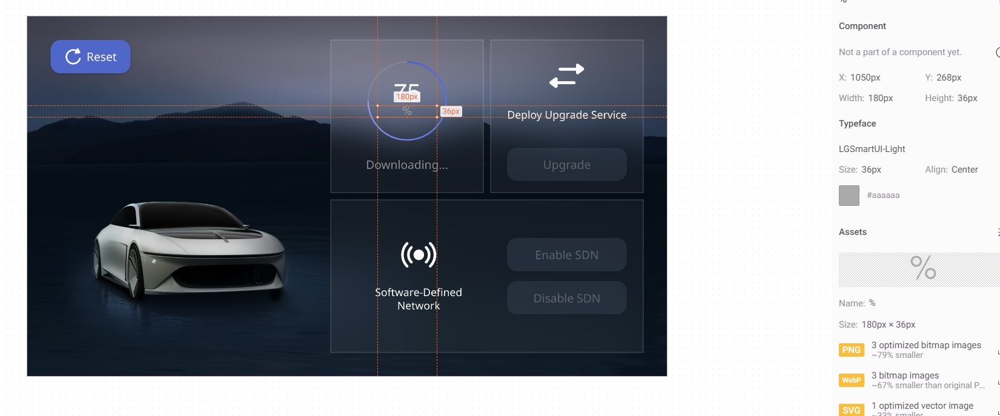 Reset
75
180px
%
36px
Downloading...
Deploy Upgrade Service
Upgrade
Software-Defined
Network
Enable SDN
Disable SDN
%
Component
Not a part of a component yet.
X: 1050px
Y: 268px
Width: 180px
Height: 36px
Typeface
LGSmartUI-Light
Size: 36px
Align: Center
#aaaaaa
Assets
%
Name: %
Size: 180px × 36px
PNG
3 optimized bitmap images
~79% smaller
WebP
3 bitmap images
~67% smaller than original P...
SVG
1 optimized vector image
~33% smaller